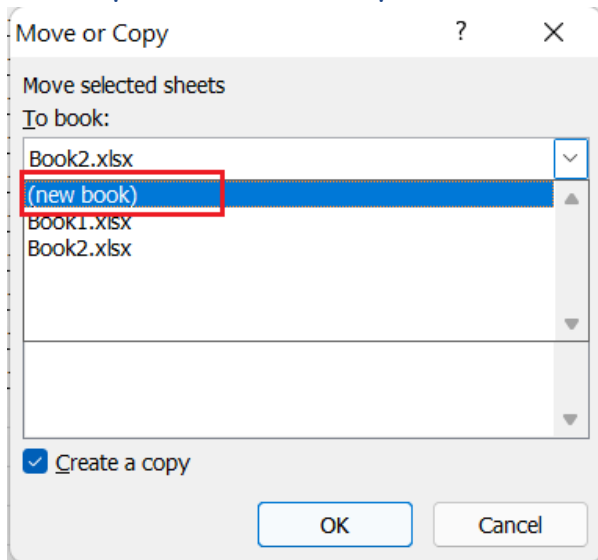 Move or Copy ?
Move selected sheets
To book:
Book2.xlsx
(new book)
Book1.xlsx
Book2.xlsx
Create a copy
OK Cancel